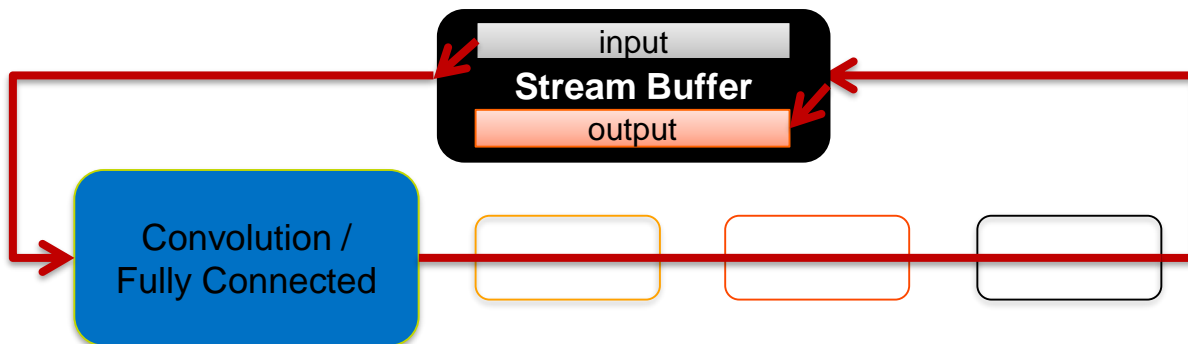 input
Stream Buffer
output
Convolution /
Fully Connected